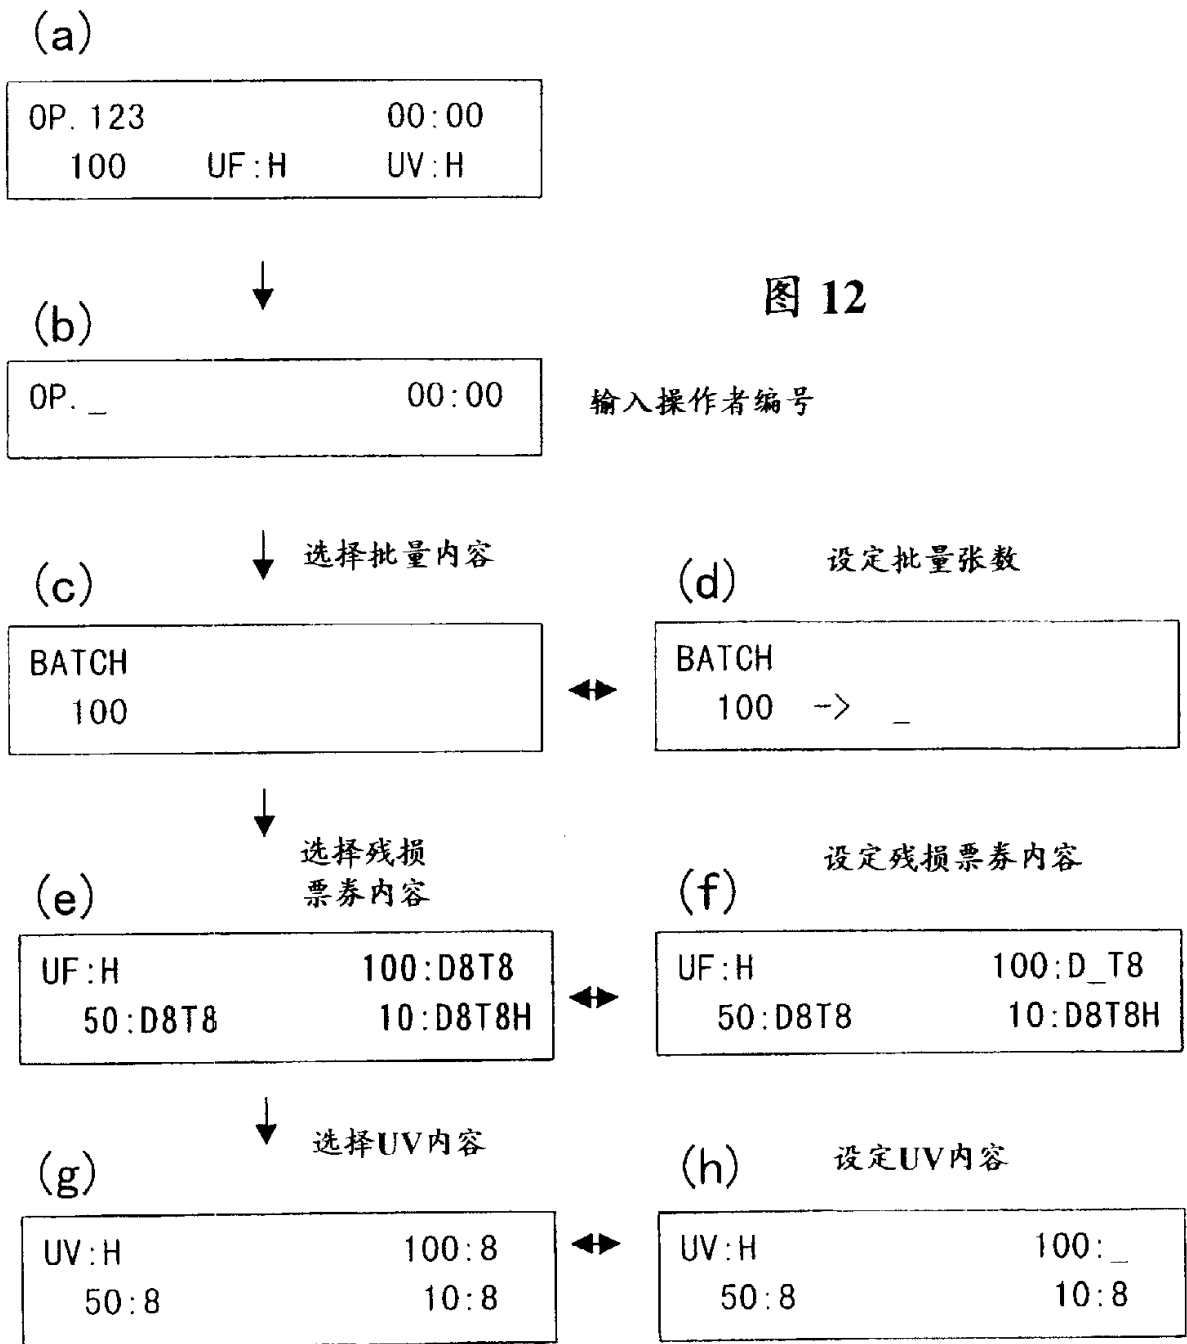 (a)
OP. 123 00:00
100 UF:H UV:H
图 12
(b)
OP. _ 00:00
输入操作者编号
选择批量内容
(c)
BATCH
100
设定批量张数
(d)
BATCH
100 -> _
选择残损
票券内容
(e)
UF:H 100:D8T8
50:D8T8 10:D8T8H
设定残损票券内容
(f)
UF:H 100:D_T8
50:D8T8 10:D8T8H
选择UV内容
(g)
UV:H 100:8
50:8 10:8
设定UV内容
(h)
UV:H 100:_
50:8 10:8